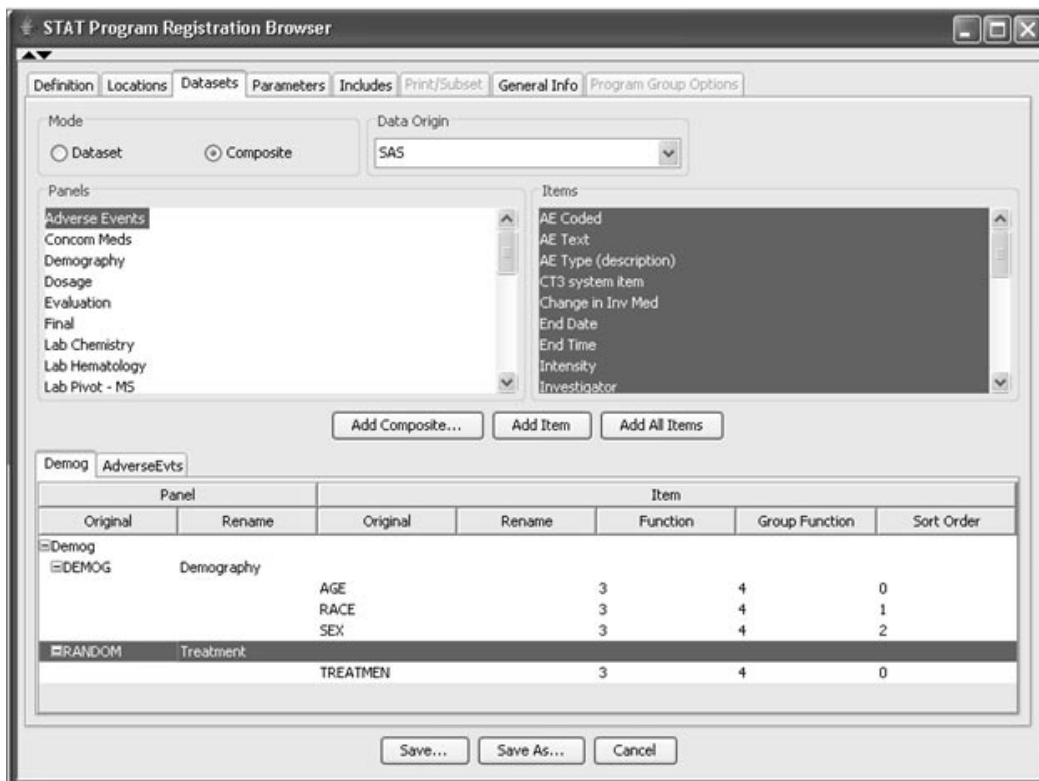 STAT Program Registration Browser
Definition Locations Datasets Parameters Includes Print/Subset General Info Program Group Options
Mode Data Origin
Dataset Composite SAS
Panels Items
Adverse Events AE Coded
Concom Meds AE Text
Demography AE Type (description)
Dosage CT3 system item
Evaluation Change in Inv Med
Final End Date
Lab Chemistry End Time
Lab Hematology Intensity
Lab Pivot - MS Investigator
Add Composite... Add Item Add All Items
Demog AdverseEvts
Panel Item
Original Rename Original Rename Function Group Function Sort Order
Demog
DEMOG Demography
AGE 3 4 0
RACE 3 4 1
SEX 3 4 2
RANDOM Treatment
TREATMEN 3 4 0
Save... Save As... Cancel